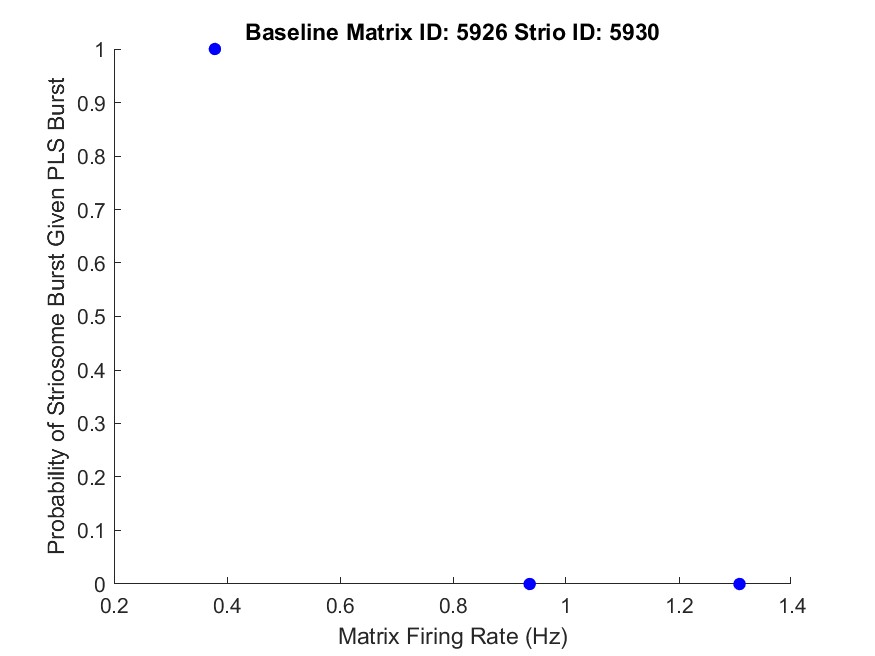 Baseline Matrix ID: 5926 Strio ID: 5930
Probability of Striosome Burst Given PLS Burst
1
0.9
0.8
0.7
0.6
0.5
0.4
0.3
0.2
0.1
0
0.2 0.4 0.6 0.8 1 1.2 1.4
Matrix Firing Rate (Hz)